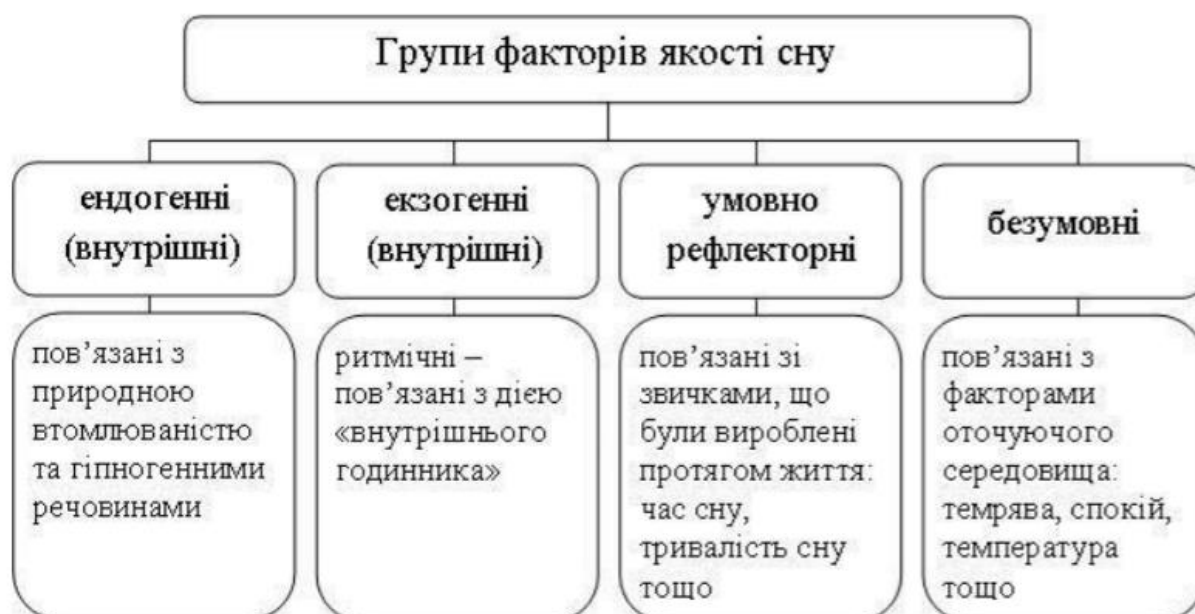 Групи факторів якості сну
ендогенні
(внутрішні)
пов’язані з
природною
втомлюваністю
та гіпногенними
речовинами
екзогенні
(внутрішні)
ритмічні –
пов’язані з дією
«внутрішнього
годинника»
умовно
рефлекторні
пов’язані зі
звичками, що
були вироблені
протягом життя:
час сну,
тривалість сну
тощо
безумовні
пов’язані з
факторами
оточуючого
середовища:
темрява, спокій,
температура
тощо